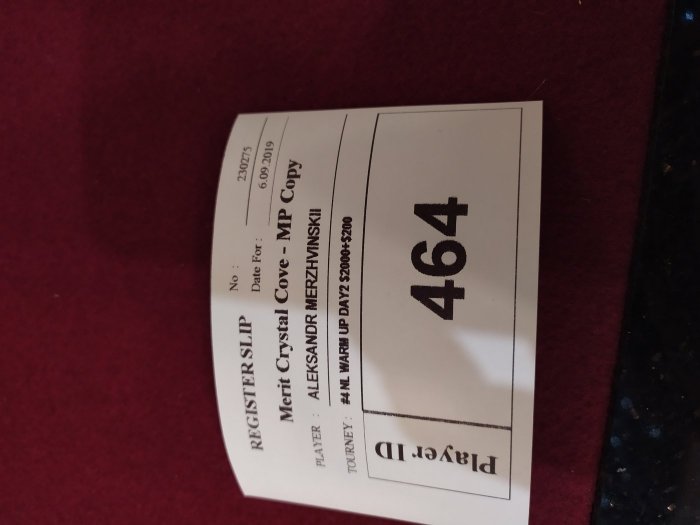 REGISTER SLIP
No : 230275
Date For : 6.09.2019
Merit Crystal Cove - MP Copy
PLAYER : ALEKSANDR MERZHVINSKII
TOURNEY : #4 NL WARM UP DAY2 $2000+$200
Player ID
464